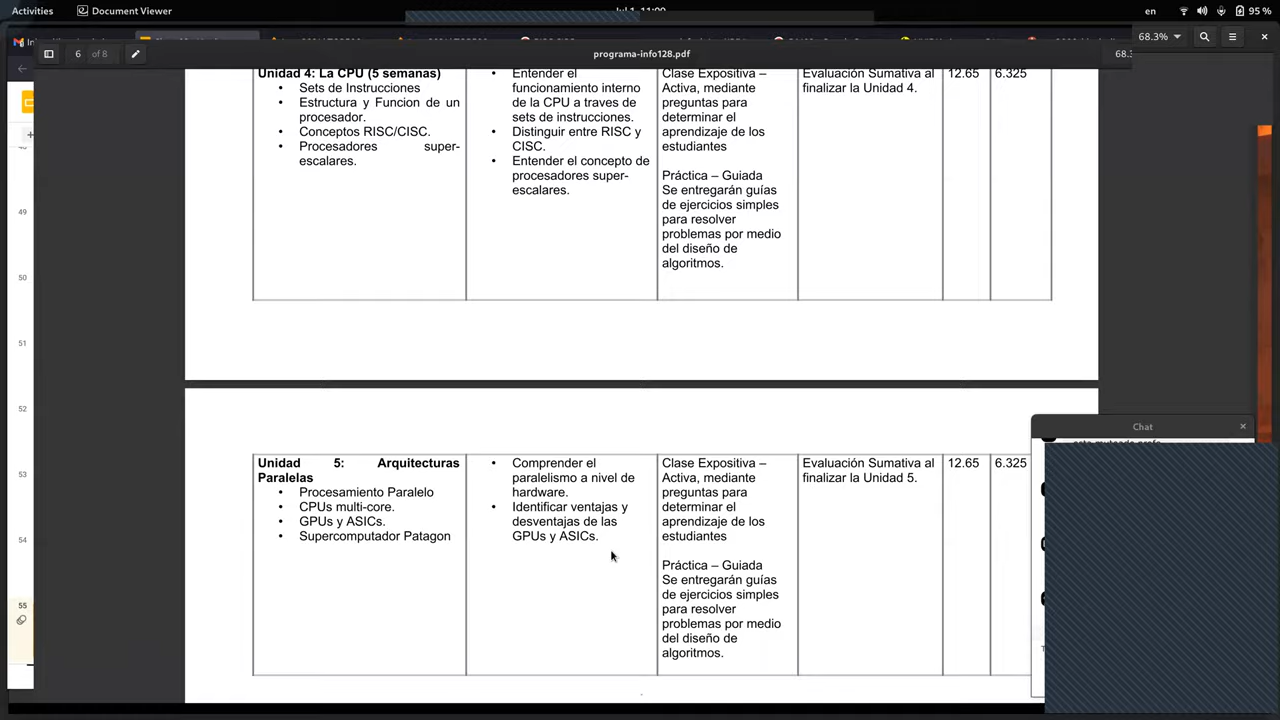 Activities
Document Viewer
en
95 %
6 of 8
programa-info128.pdf
68.3%
Unidad 4: La CPU (5 semanas)
• Sets de Instrucciones
• Estructura y Funcion de un
procesador.
• Conceptos RISC/CISC.
• Procesadores super-
escalares.
• Entender el
funcionamiento interno
de la CPU a traves de
sets de instrucciones.
• Distinguir entre RISC y
CISC.
• Entender el concepto de
procesadores super-
escalares.
Clase Expositiva –
Activa, mediante
preguntas para
determinar el
aprendizaje de los
estudiantes
Práctica – Guiada
Se entregarán guías
de ejercicios simples
para resolver
problemas por medio
del diseño de
algoritmos.
Evaluación Sumativa al
finalizar la Unidad 4.
12.65
6.325
49
50
51
52
53
54
55
Unidad 5: Arquitecturas
Paralelas
• Procesamiento Paralelo
• CPUs multi-core.
• GPUs y ASICs.
• Supercomputador Patagon
• Comprender el
paralelismo a nivel de
hardware.
• Identificar ventajas y
desventajas de las
GPUs y ASICs.
Clase Expositiva –
Activa, mediante
preguntas para
determinar el
aprendizaje de los
estudiantes
Práctica – Guiada
Se entregarán guías
de ejercicios simples
para resolver
problemas por medio
del diseño de
algoritmos.
Evaluación Sumativa al
finalizar la Unidad 5.
12.65
6.325
Chat